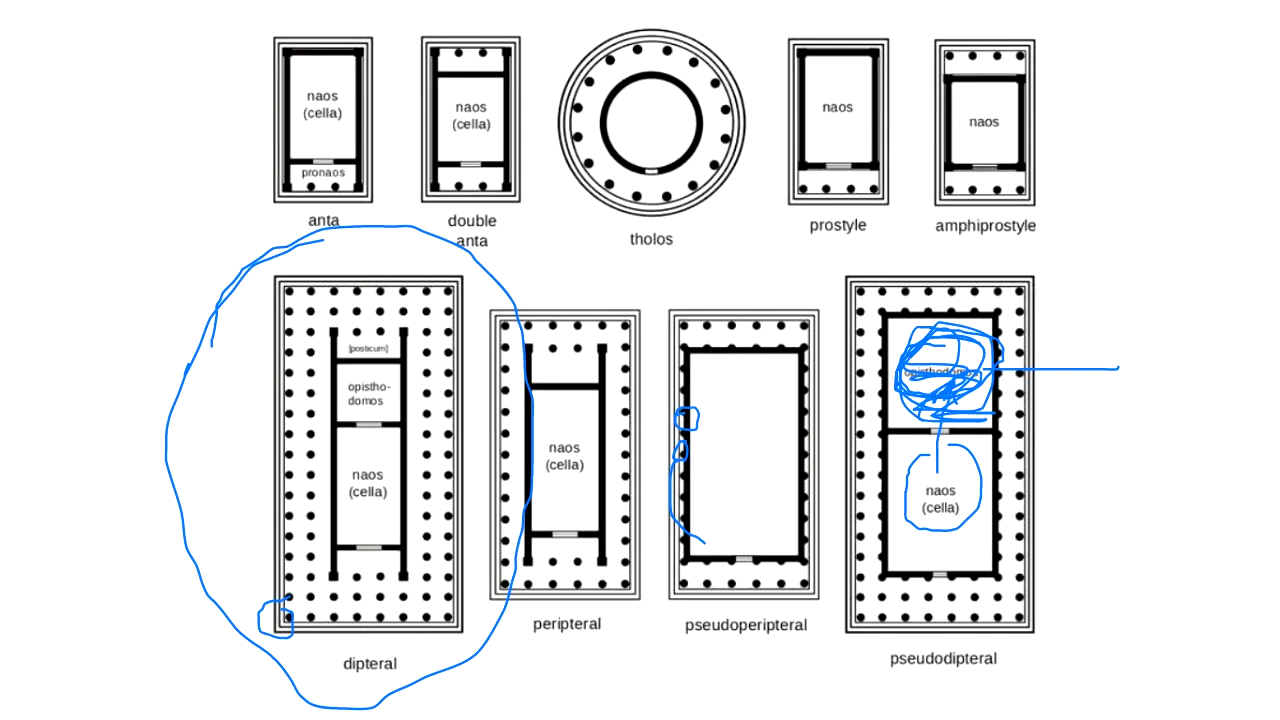 naos
(cella)
pronaos
anta
naos
(cella)
double
anta
tholos
naos
prostyle
naos
amphiprostyle
[posticum]
opistho-
domos
naos
(cella)
dipteral
naos
(cella)
peripteral
pseudoperipteral
opisthodomos
naos
(cella)
pseudodipteral